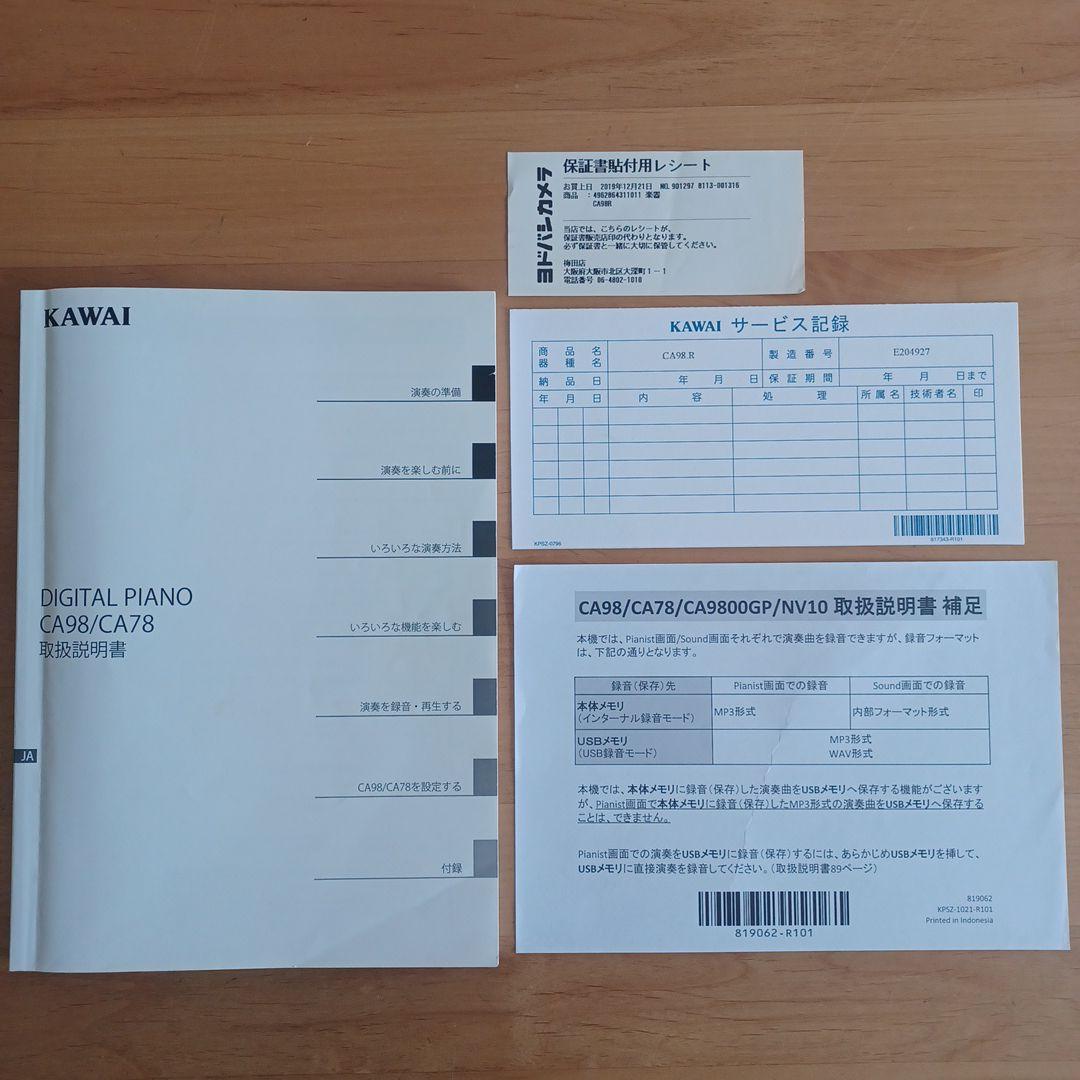 KAWAI
演奏の準備
演奏を楽しむ前に
いろいろな演奏方法
いろいろな機能を楽しむ
演奏を録音・再生する
CA98/CA78を設定する
付録
DIGITAL PIANO
CA98/CA78
取扱説明書
JA
ヨドバシカメラ
保証書貼付用レシート
お買上日 2019年12月21日 NO. 901297 8113-001316
商品 : 4962864311011 楽器
CA98R
当店では、こちらのレシートが、
保証書販売店印の代わりとなります。
必ず保証書と一緒に大切に保管してください。
梅田店
大阪府大阪市北区大深町1-1
電話番号 06-4802-1010
KAWAI サービス記録
商品名 器種名 CA98 R 製造番号 E204927
納品日 年 月 日 保証期間 年 月 日まで
年月日 内容 処理 所属名 技術者名 印
KPSZ-0796
817343-R101
CA98/CA78/CA9800GP/NV10 取扱説明書 補足
本機では、Pianist画面/Sound画面それぞれで演奏曲を録音できますが、録音フォーマット
は、下記の通りとなります。
録音（保存）先 Pianist画面での録音 Sound画面での録音
本体メモリ
（インターナル録音モード） MP3形式 内部フォーマット形式
USBメモリ MP3形式
（USB録音モード） WAV形式
本機では、本体メモリに録音（保存）した演奏曲をUSBメモリへ保存する機能がございます
が、Pianist画面で本体メモリに録音（保存）したMP3形式の演奏曲をUSBメモリへ保存する
ことは、できません。
Pianist画面での演奏をUSBメモリに録音（保存）するには、あらかじめUSBメモリを挿して、
USBメモリに直接演奏を録音してください。（取扱説明書89ページ）
819062
KPSZ-1021-R101
Printed in Indonesia
819062-R101